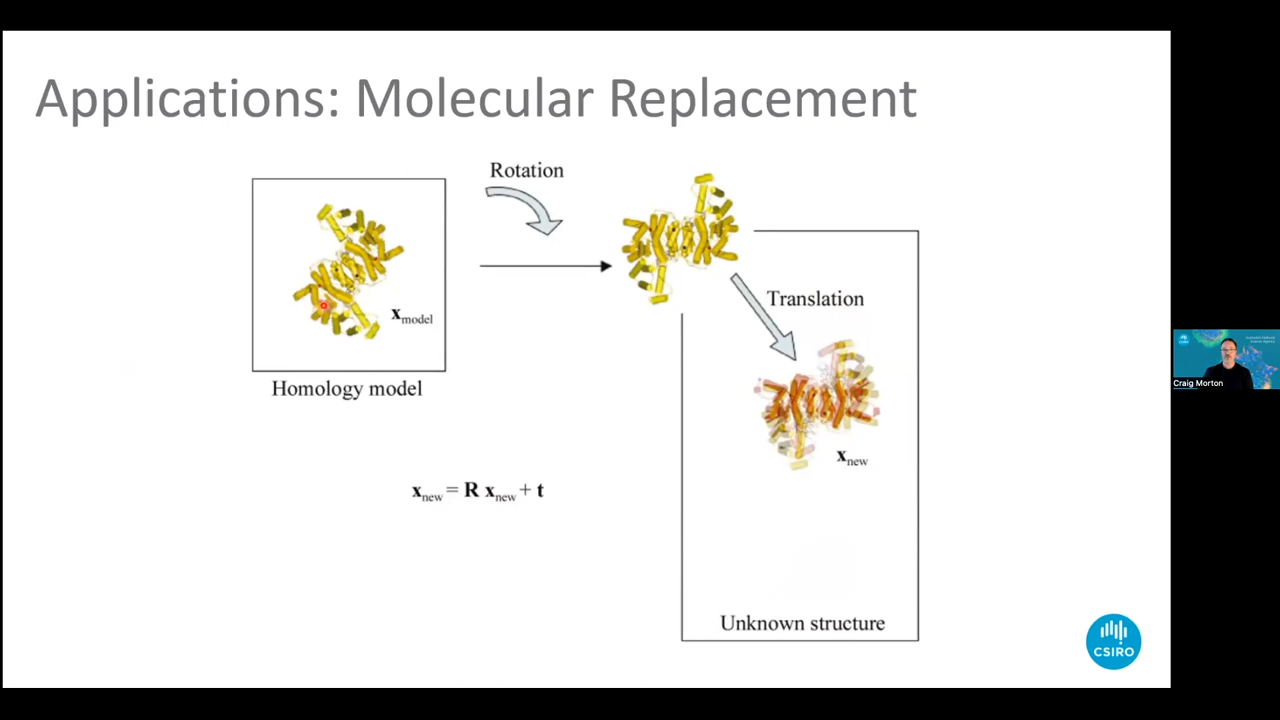 Applications: Molecular Replacement
Rotation
Translation
x model
Homology model
x new
x new = R x new + t
Unknown structure
CSIRO
Craig Morton